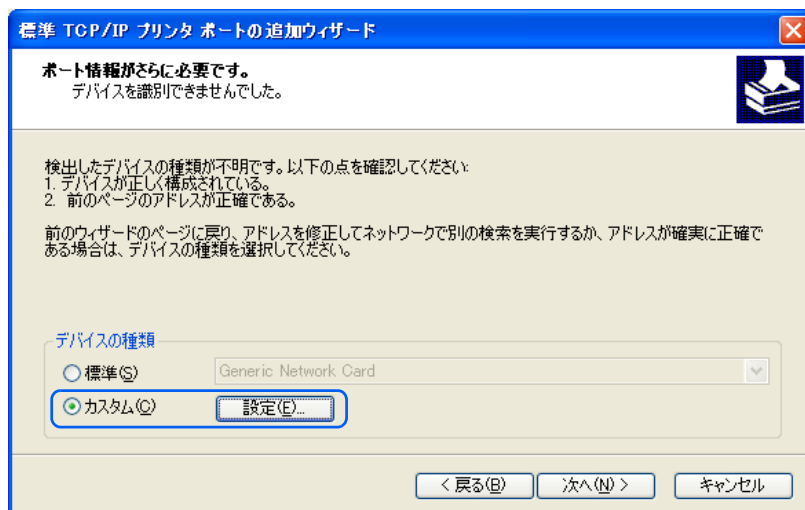 標準 TCP/IP プリンタ ポートの追加ウィザード
ポート情報がさらに必要です。
デバイスを識別できませんでした。
検出したデバイスの種類が不明です。以下の点を確認してください:
1. デバイスが正しく構成されている。
2. 前のページのアドレスが正確である。
前のウィザードのページに戻り、アドレスを修正してネットワークで別の検索を実行するか、アドレスが確実に正確で
ある場合は、デバイスの種類を選択してください。
デバイスの種類
標準(S)
Generic Network Card
カスタム(C)
設定(E)...
< 戻る(B)
次へ(N) >
キャンセル